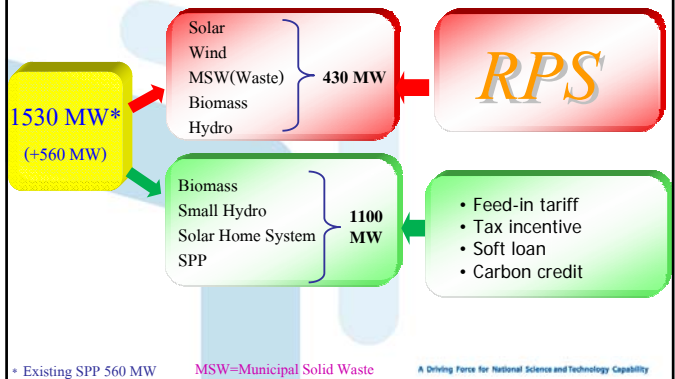 1530 MW*
(+560 MW)
Solar
Wind
MSW(Waste)
Biomass
Hydro
430 MW
RPS
Biomass
Small Hydro
Solar Home System
SPP
1100
MW
• Feed-in tariff
• Tax incentive
• Soft loan
• Carbon credit
* Existing SPP 560 MW
MSW=Municipal Solid Waste
A Driving Force for National Science and Technology Capability